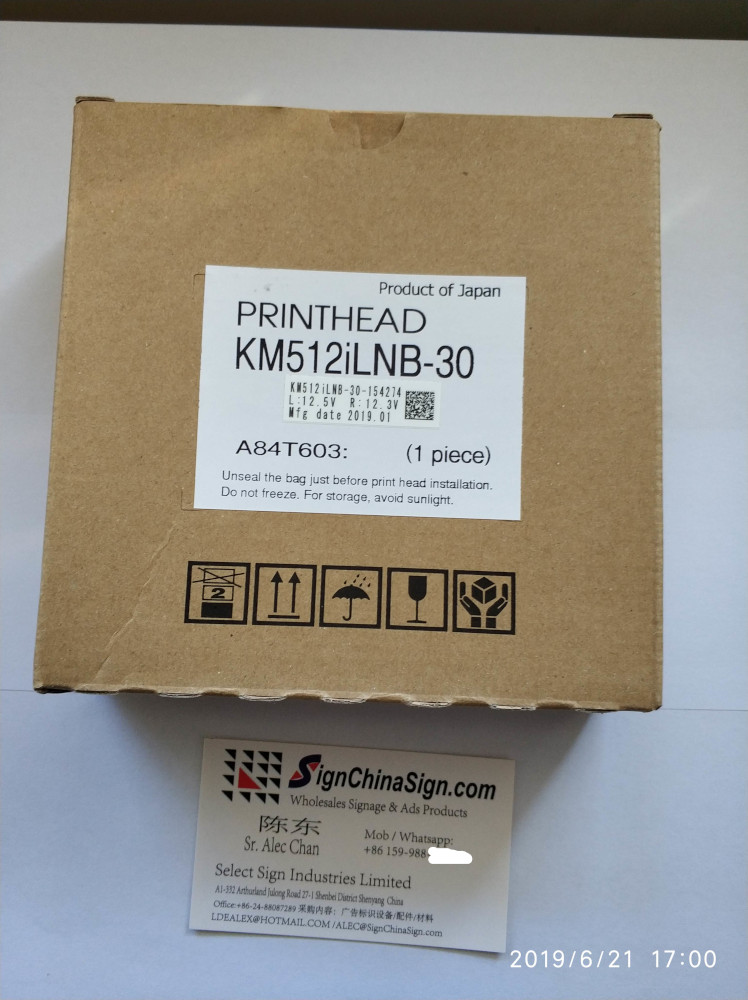 Product of Japan
PRINTHEAD
KM512iLNB-30
KM512iLNB-30-154274
L:12.5V R:12.3V
Mfg date 2019.01
A84T603: (1 piece)
Unseal the bag just before print head installation.
Do not freeze. For storage, avoid sunlight.
2
SignChinaSign.com
Wholesales Signage & Ads Products
陈东
Sr. Alec Chan
Mob / Whatsapp:
+86 159-988
Select Sign Industries Limited
A1-332 Arthurland Julong Road 27-1 Shenbei District Shenyang China
Office:+86-24-88087289 采购内容：广告标识设备/配件/材料
LDEALEX@HOTMAIL.COM /ALEC@SignChinaSign.com
2019/6/21 17:00